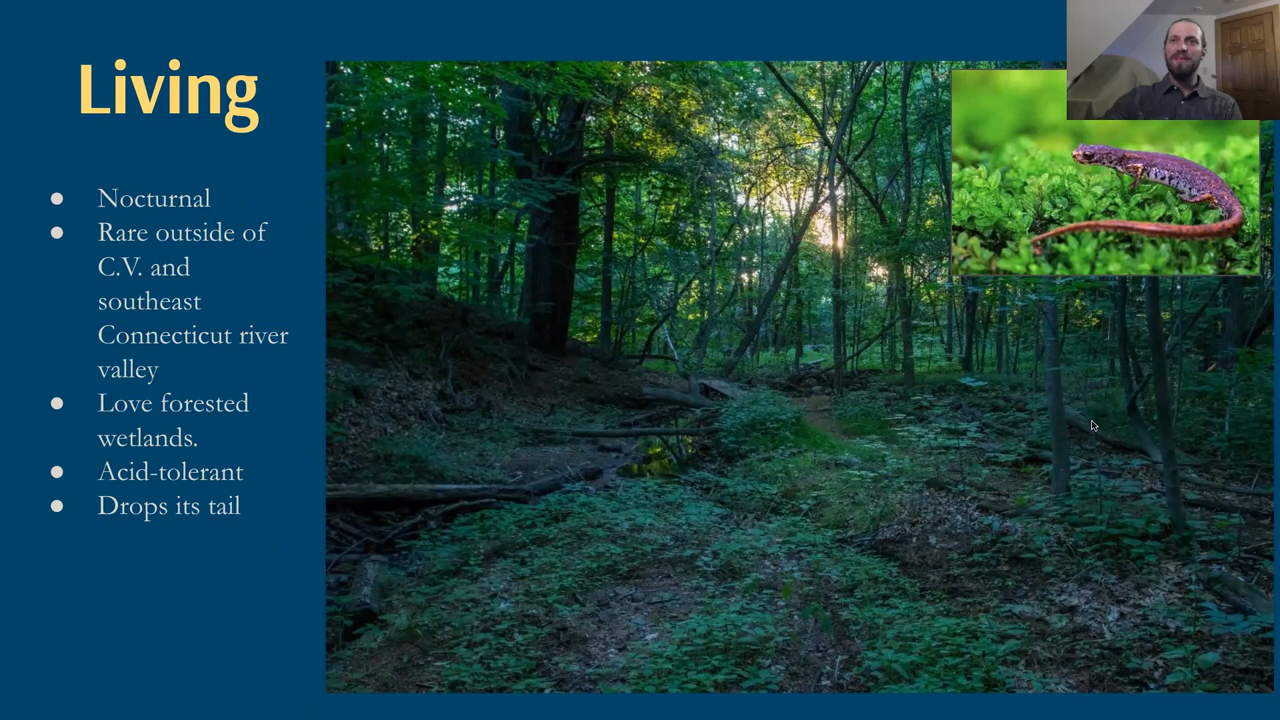 Living
● Nocturnal
● Rare outside of
C.V. and
southeast
Connecticut river
valley
● Love forested
wetlands.
● Acid-tolerant
● Drops its tail